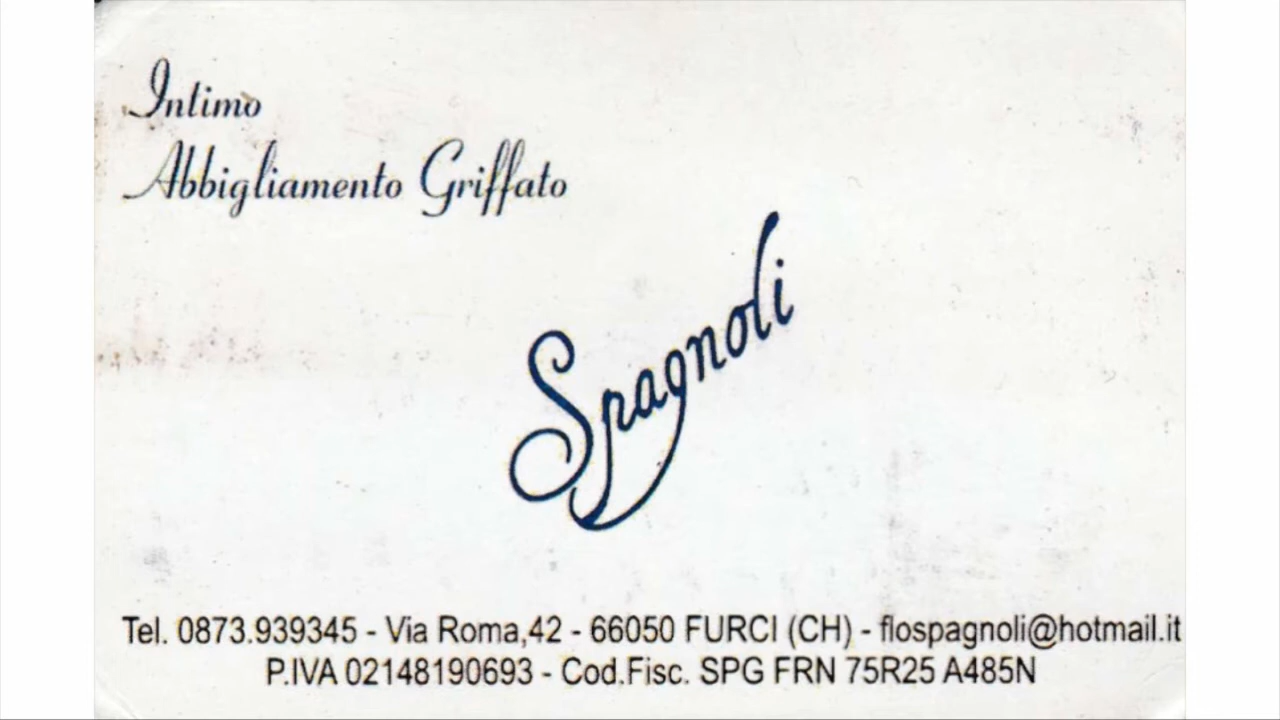 Intimo
Abbigliamento Griffato
Spagnoli
Tel. 0873.939345 - Via Roma,42 - 66050 FURCI (CH) - flospagnoli@hotmail.it
P.IVA 02148190693 - Cod.Fisc. SPG FRN 75R25 A485N